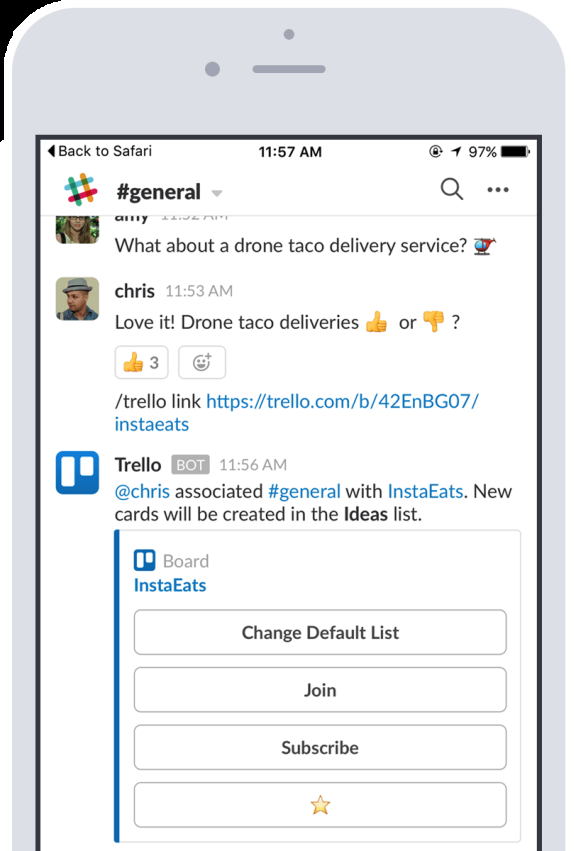 Back to Safari
11:57 AM
97%
#general
amy 11:52 AM
What about a drone taco delivery service?
chris 11:53 AM
Love it! Drone taco deliveries or ?
3
/trello link https://trello.com/b/42EnBG07/
instaeats
Trello BOT 11:56 AM
@chris associated #general with InstaEats. New
cards will be created in the Ideas list.
Board
InstaEats
Change Default List
Join
Subscribe